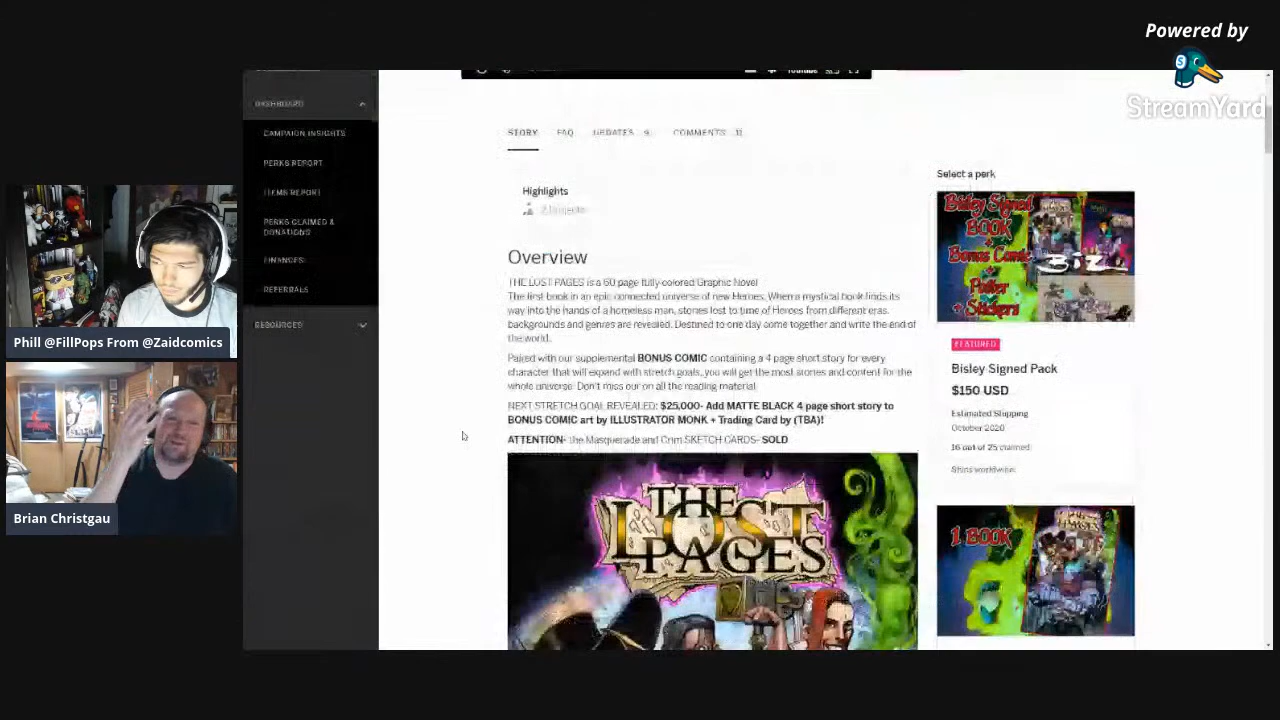 Powered by
StreamYard
DASHBOARD
CAMPAIGN INSIGHTS
PERKS REPORT
ITEMS REPORT
PERKS CLAIMED &
DONATIONS
FINANCES
REFERRALS
RESOURCES
Phill @FillPops From @Zaidcomics
Brian Christgau
STORY FAQ UPDATES 9 COMMENTS 12
Highlights
2 Projects
Overview
THE LOST PAGES is a 60 page fully colored Graphic Novel
The first book in an epic connected universe of new Heroes. When a mystical book finds its
way into the hands of a homeless man, stories lost to time of Heroes from different eras,
backgrounds and genres are revealed. Destined to one day come together and write the end of
the world.
Paired with our supplemental BONUS COMIC containing a 4 page short story for every
character that will expand with stretch goals, you will get the most stories and content for the
whole universe. Don't miss our on all the reading material.
NEXT STRETCH GOAL REVEALED: $25,000- Add MATTE BLACK 4 page short story to
BONUS COMIC art by ILLUSTRATOR MONK + Trading Card by (TBA)!
ATTENTION- the Masquerade and Grim SKETCH CARDS- SOLD
THE
LOST
PAGES
Select a perk
Bisley Signed
BOOK
+
Bonus Comic
+
Poster
+ Stickers
BIZ
FEATURED
Bisley Signed Pack
$150 USD
Estimated Shipping
October 2020
16 out of 25 claimed
Ships worldwide
1 BOOK